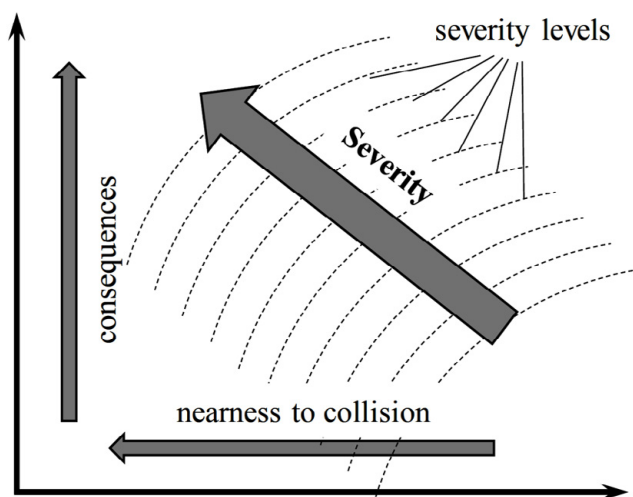 severity levels
Severity
consequences
nearness to collision